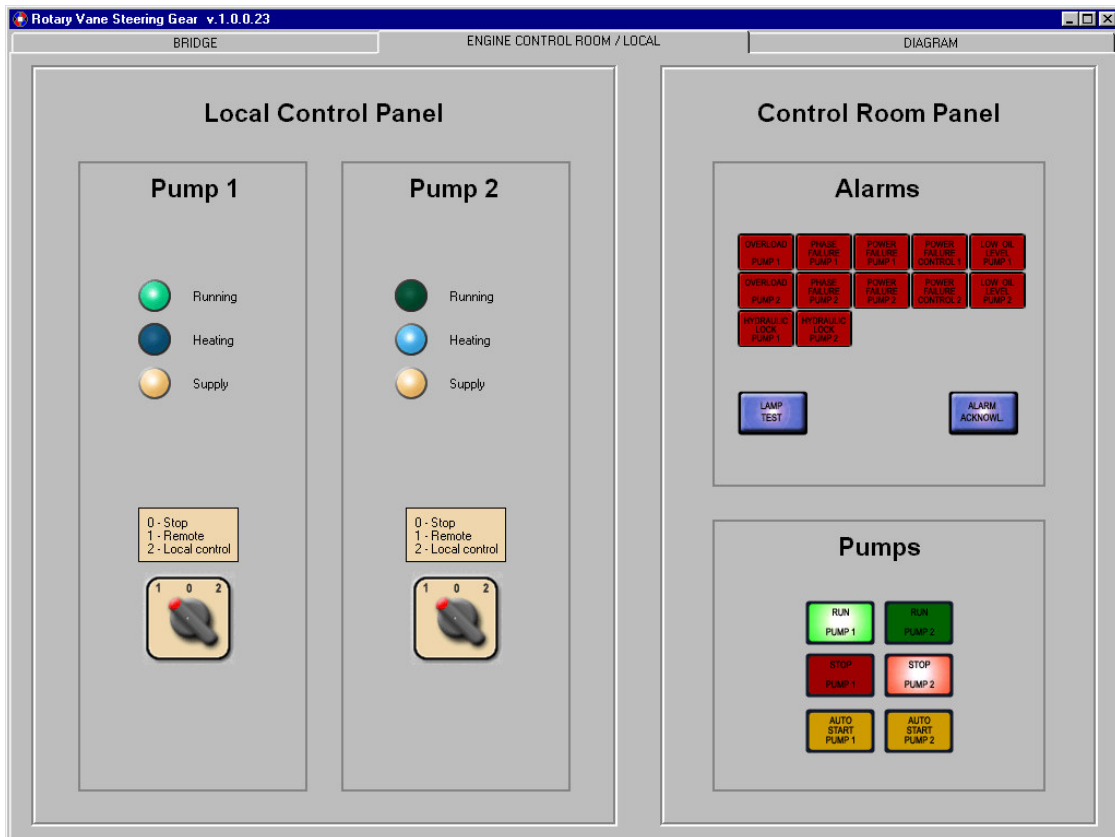 Rotary Vane Steering Gear v.1.0.0.23
BRIDGE
ENGINE CONTROL ROOM / LOCAL
DIAGRAM
Local Control Panel
Pump 1
Running
Heating
Supply
0 - Stop
1 - Remote
2 - Local control
1 0 2
Pump 2
Running
Heating
Supply
0 - Stop
1 - Remote
2 - Local control
1 0 2
Control Room Panel
Alarms
OVERLOAD
PUMP 1
PHASE
FAILURE
PUMP 1
POWER
FAILURE
PUMP 1
POWER
FAILURE
CONTROL 1
LOW OIL
LEVEL
PUMP 1
OVERLOAD
PUMP 2
PHASE
FAILURE
PUMP 2
POWER
FAILURE
PUMP 2
POWER
FAILURE
CONTROL 2
LOW OIL
LEVEL
PUMP 2
HYDRAULIC
LOCK
PUMP 1
HYDRAULIC
LOCK
PUMP 2
LAMP
TEST
ALARM
ACKNOWL.
Pumps
RUN
PUMP 1
RUN
PUMP 2
STOP
PUMP 1
STOP
PUMP 2
AUTO
START
PUMP 1
AUTO
START
PUMP 2